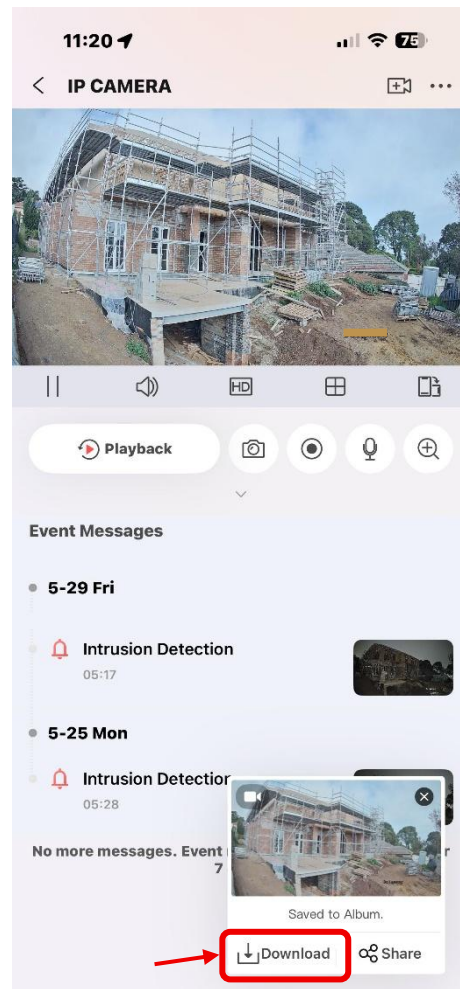 11:20
75
IP CAMERA
HD
Playback
Event Messages
5-29 Fri
Intrusion Detection
05:17
5-25 Mon
Intrusion Detection
05:28
No more messages. Event
7
Saved to Album.
Download
Share